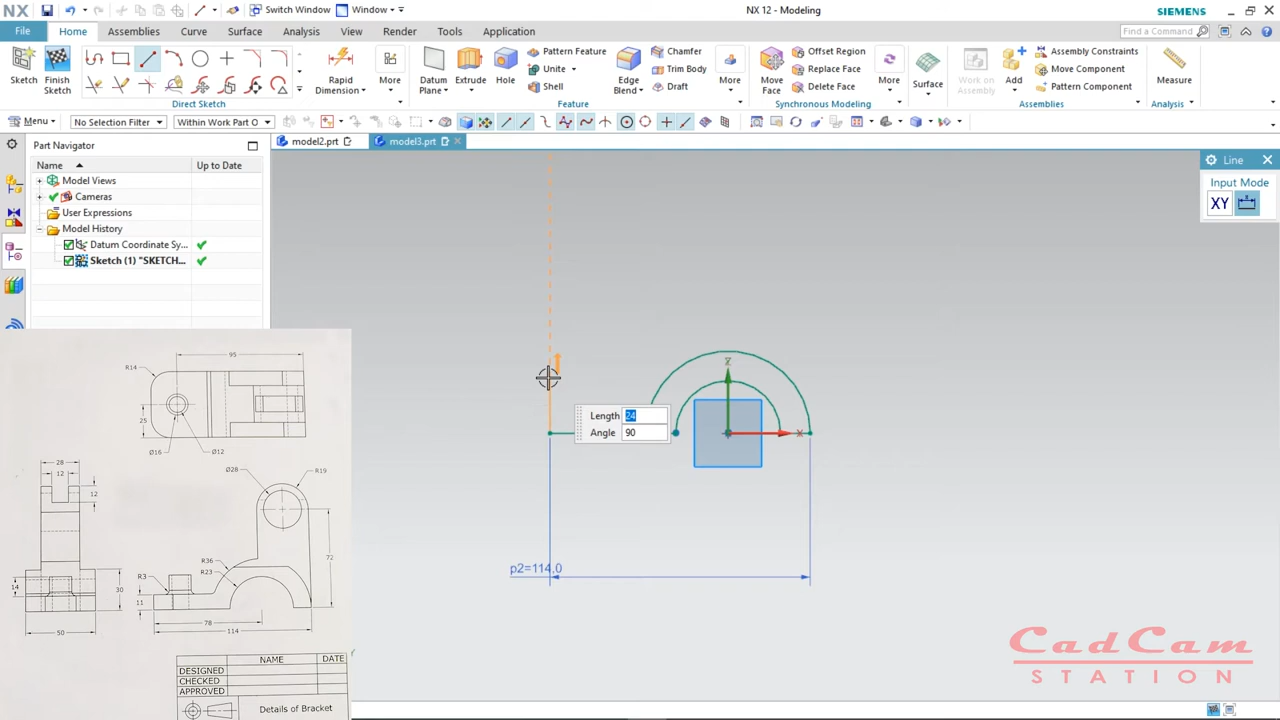 NX
Switch Window
Window
NX 12 - Modeling
SIEMENS
File
Home
Assemblies
Curve
Surface
Analysis
View
Render
Tools
Application
Find a Command
Sketch
Finish
Sketch
Rapid
Dimension
More
Direct Sketch
Datum
Plane
Extrude
Hole
Pattern Feature
Unite
Shell
Edge
Blend
Chamfer
Trim Body
Draft
More
Feature
Move
Face
Offset Region
Replace Face
Delete Face
More
Synchronous Modeling
Surface
Work on
Assembly
Add
Assembly Constraints
Move Component
Pattern Component
Assemblies
Measure
Analysis
Menu
No Selection Filter
Within Work Part O
Part Navigator
Name
Up to Date
Model Views
Cameras
User Expressions
Model History
Datum Coordinate Sy...
Sketch (1) "SKETCH...
model2.prt
model3.prt
Line
Input Mode
XY
Length 24
Angle 90
Z
X
p2=114,0
95
R14
25
Ø16
Ø12
28
12
12
14
30
50
Ø28
R19
R36
R23
R3
11
72
78
114
NAME
DATE
DESIGNED
CHECKED
APPROVED
Details of Bracket
CadCam
STATION